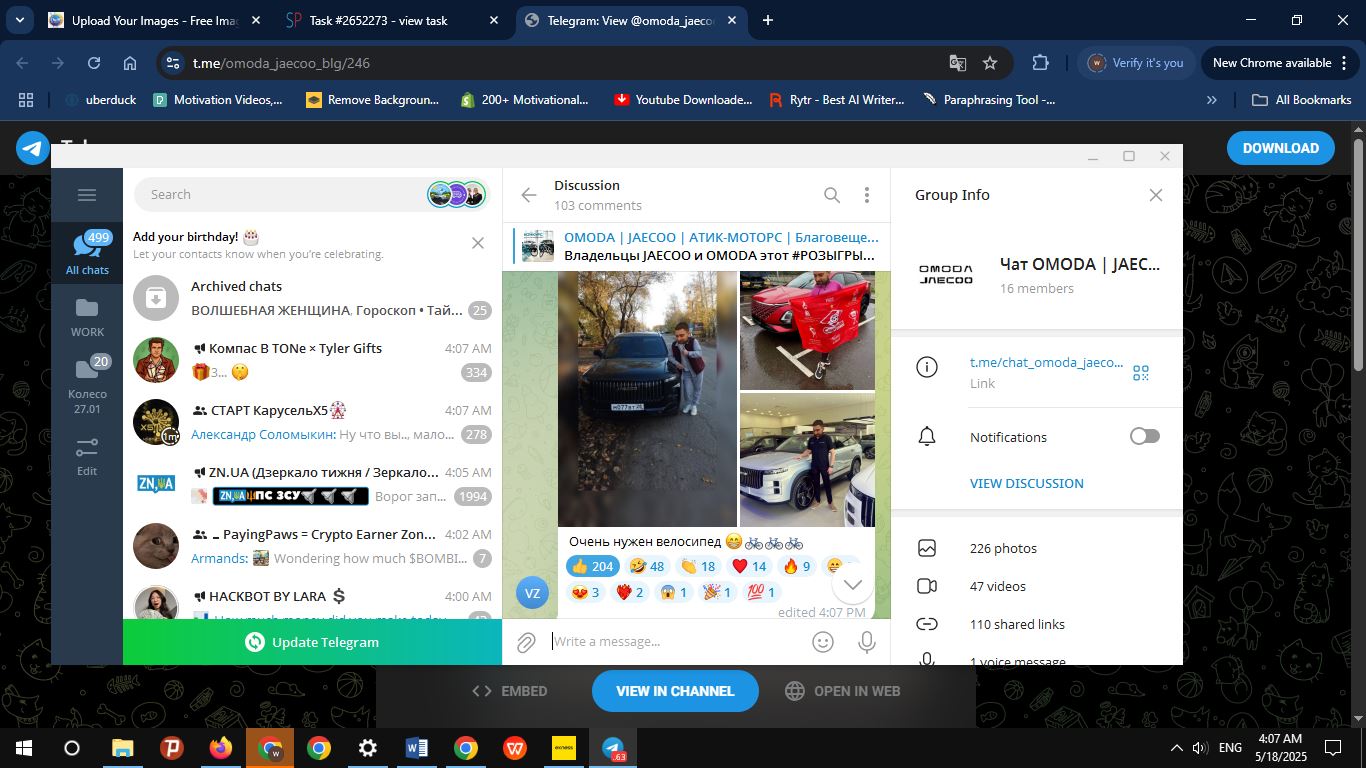 Upload Your Images - Free Imag
Task #2652273 - view task
Telegram: View @omoda_jaecoo
t.me/omoda_jaecoo_blg/246
Verify it's you
New Chrome available
uberduck
Motivation Videos,...
Remove Backgroun...
200+ Motivational...
Youtube Downloade...
Rytr - Best AI Writer...
Paraphrasing Tool -...
All Bookmarks
DOWNLOAD
499
All chats
WORK
20
Колесо
27.01
Edit
Search
Add your birthday! 🎂
Let your contacts know when you're celebrating.
Archived chats
ВОЛШЕБНАЯ ЖЕНЩИНА, Гороскоп • Тай... 25
Компас В TONe × Tyler Gifts 4:07 AM
🎁3... 🤫 334
СТАРТ КарусельХ5🎡 4:07 AM
1m
Александр Соломыкин: Ну что вы.., мало... 278
ZN.UA (Дзеркало тижня / Зеркало... 4:05 AM
ZN,UA
ZN,UA ПС ЗСУ Ворог зап... 1994
PayingPaws = Crypto Earner Zon... 4:02 AM
Armands: Wondering how much $BOMBI... 7
HACKBOT BY LARA $ 4:00 AM
Update Telegram
Discussion
103 comments
OMODA | JAECOO | АТИК-МОТОРС | Благовеще...
Владельцы JAECOO и OMODA этот #РОЗЫГРЫ...
Очень нужен велосипед 😁🚲🚲🚲
👍 204 🤣 48 👏 18 ❤ 14 🔥 9 😁
😍 3 ❤️‍🔥 2 😱 1 🎉 1 💯 1
VZ
edited 4:07 PM
Write a message...
Group Info
OMODA
JAECOO
Чат OMODA | JAEC...
16 members
t.me/chat_omoda_jaeco...
Link
Notifications
VIEW DISCUSSION
226 photos
47 videos
110 shared links
1 voice message
EMBED
VIEW IN CHANNEL
OPEN IN WEB
.63
ENG
4:07 AM
5/18/2025
exness